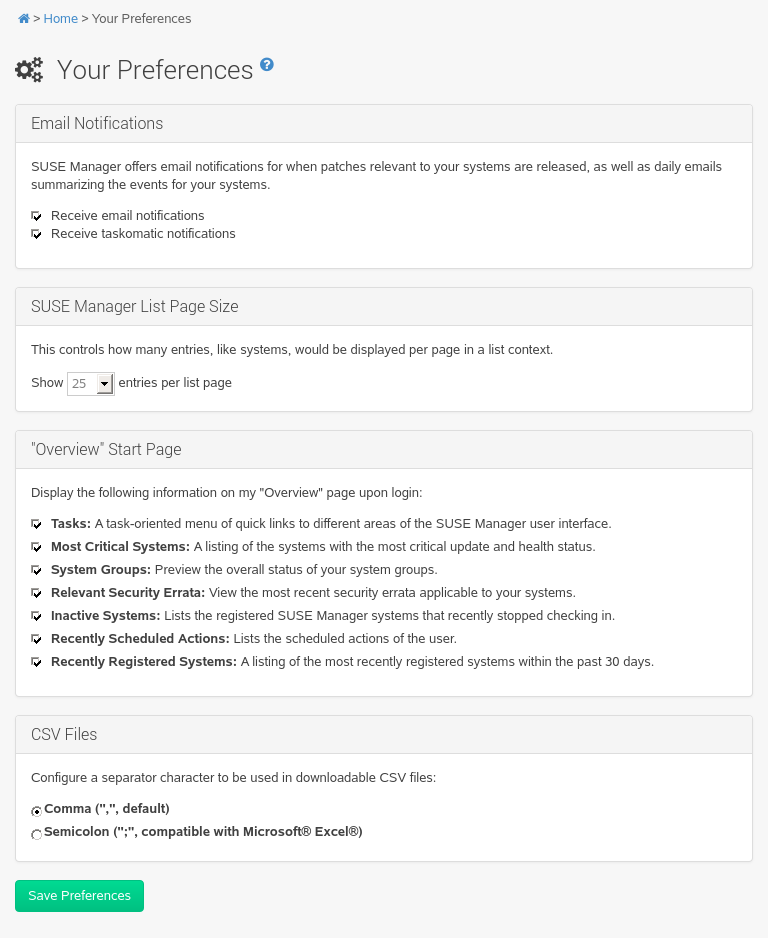 > Home > Your Preferences
Your Preferences ?
Email Notifications
SUSE Manager offers email notifications for when patches relevant to your systems are released, as well as daily emails
summarizing the events for your systems.
Receive email notifications
Receive taskomatic notifications
SUSE Manager List Page Size
This controls how many entries, like systems, would be displayed per page in a list context.
Show 25 entries per list page
"Overview" Start Page
Display the following information on my "Overview" page upon login:
Tasks: A task-oriented menu of quick links to different areas of the SUSE Manager user interface.
Most Critical Systems: A listing of the systems with the most critical update and health status.
System Groups: Preview the overall status of your system groups.
Relevant Security Errata: View the most recent security errata applicable to your systems.
Inactive Systems: Lists the registered SUSE Manager systems that recently stopped checking in.
Recently Scheduled Actions: Lists the scheduled actions of the user.
Recently Registered Systems: A listing of the most recently registered systems within the past 30 days.
CSV Files
Configure a separator character to be used in downloadable CSV files:
Comma (",", default)
Semicolon (";", compatible with Microsoft® Excel®)
Save Preferences